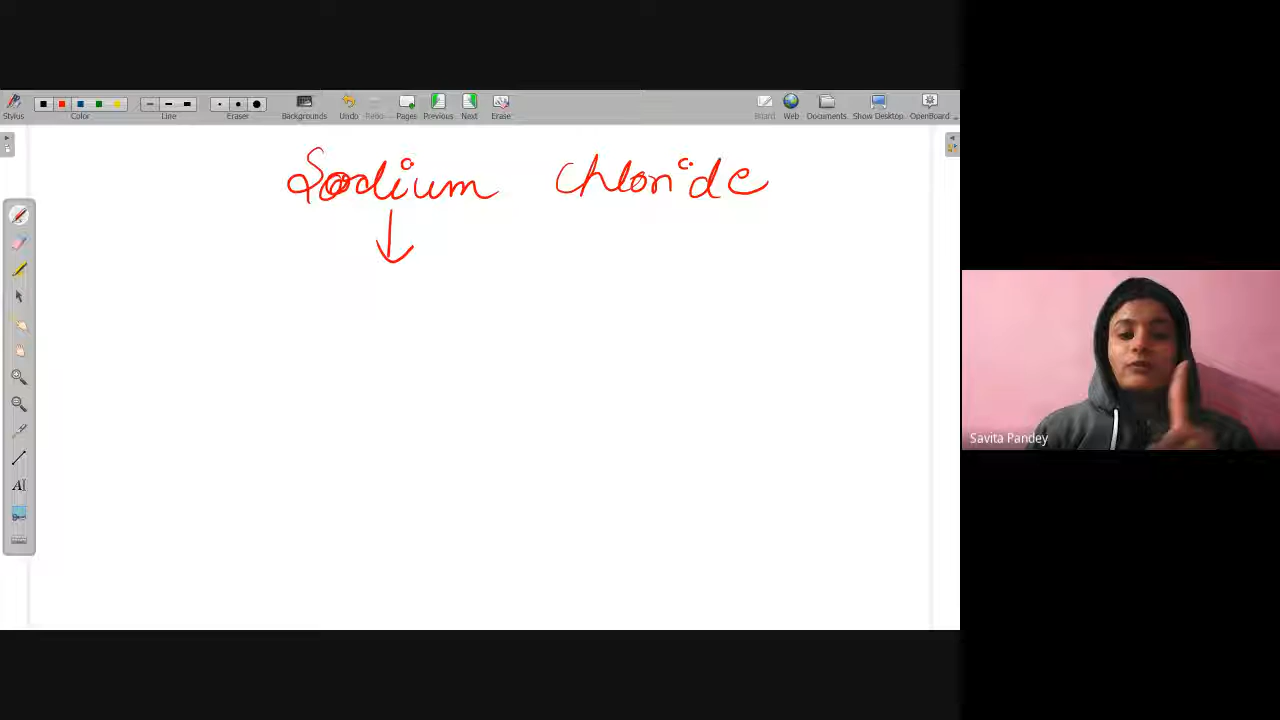 Stylus Color Line Eraser Backgrounds Undo Redo Pages Previous Next Erase Board Web Documents Show Desktop OpenBoard
Sodium Chloride
AI
Savita Pandey